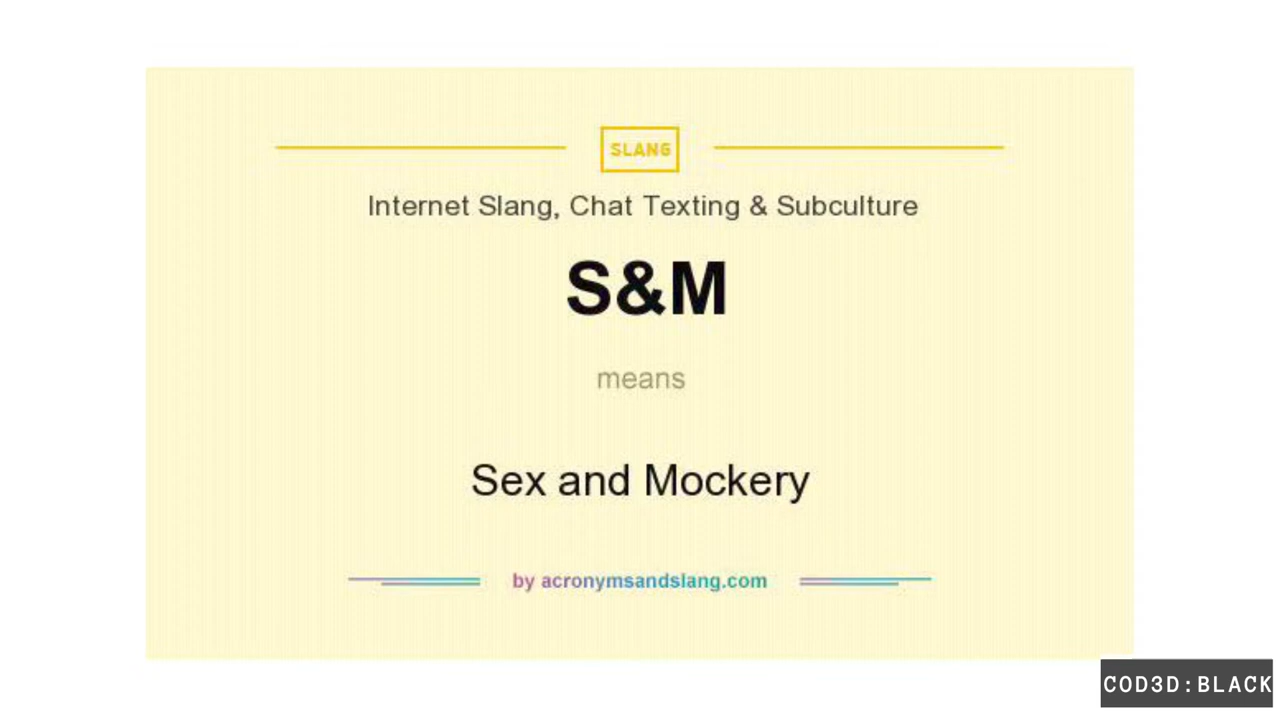 SLANG
Internet Slang, Chat Texting & Subculture
S&M
means
Sex and Mockery
by acronymsandslang.com
COD3D:BLACK